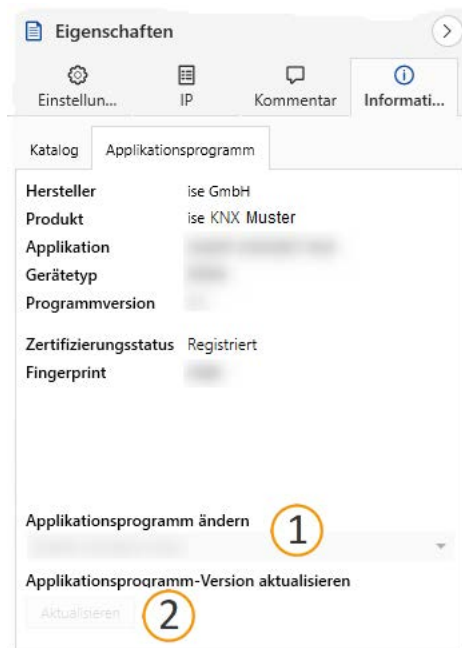 Eigenschaften
Einstellun... IP Kommentar Informati...
Katalog Applikationsprogramm
Hersteller ise GmbH
Produkt ise KNX Muster
Applikation
Gerätetyp
Programmversion
Zertifizierungsstatus Registriert
Fingerprint
Applikationsprogramm ändern 1
Applikationsprogramm-Version aktualisieren
Aktualisieren 2